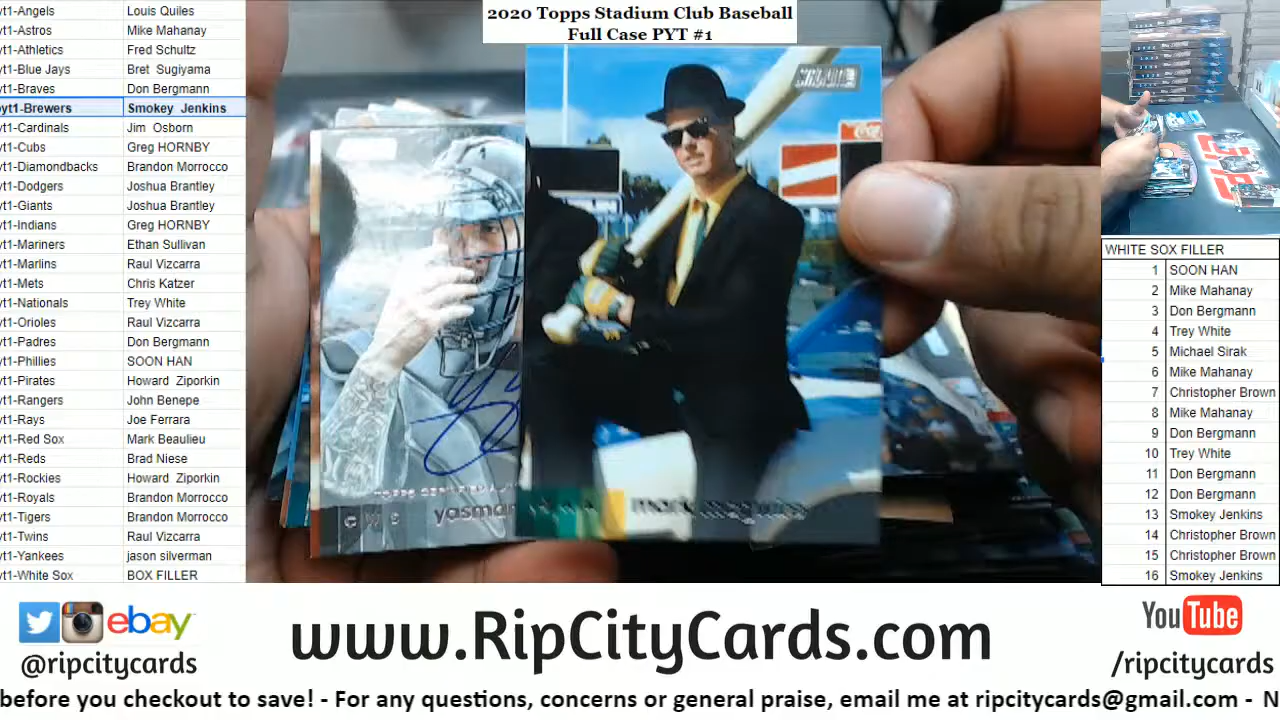 2020 Topps Stadium Club Baseball
Full Case PYT #1
yt1-Angels Louis Quiles
yt1-Astros Mike Mahanay
yt1-Athletics Fred Schultz
yt1-Blue Jays Bret Sugiyama
yt1-Braves Don Bergmann
yt1-Brewers Smokey Jenkins
yt1-Cardinals Jim Osborn
yt1-Cubs Greg HORNBY
yt1-Diamondbacks Brandon Morrocco
yt1-Dodgers Joshua Brantley
yt1-Giants Joshua Brantley
yt1-Indians Greg HORNBY
yt1-Mariners Ethan Sullivan
yt1-Marlins Raul Vizcarra
yt1-Mets Chris Katzer
yt1-Nationals Trey White
yt1-Orioles Raul Vizcarra
yt1-Padres Don Bergmann
yt1-Phillies SOON HAN
yt1-Pirates Howard Ziporkin
yt1-Rangers John Benepe
yt1-Rays Joe Ferrara
yt1-Red Sox Mark Beaulieu
yt1-Reds Brad Niese
yt1-Rockies Howard Ziporkin
yt1-Royals Brandon Morrocco
yt1-Tigers Brandon Morrocco
yt1-Twins Raul Vizcarra
yt1-Yankees jason silverman
yt1-White Sox BOX FILLER
yasman
mark
WHITE SOX FILLER
1 SOON HAN
2 Mike Mahanay
3 Don Bergmann
4 Trey White
5 Michael Sirak
6 Mike Mahanay
7 Christopher Brown
8 Mike Mahanay
9 Don Bergmann
10 Trey White
11 Don Bergmann
12 Don Bergmann
13 Smokey Jenkins
14 Christopher Brown
15 Christopher Brown
16 Smokey Jenkins
ebay
@ripcitycards
www.RipCityCards.com
YouTube
/ripcitycards
before you checkout to save! - For any questions, concerns or general praise, email me at ripcitycards@gmail.com - N